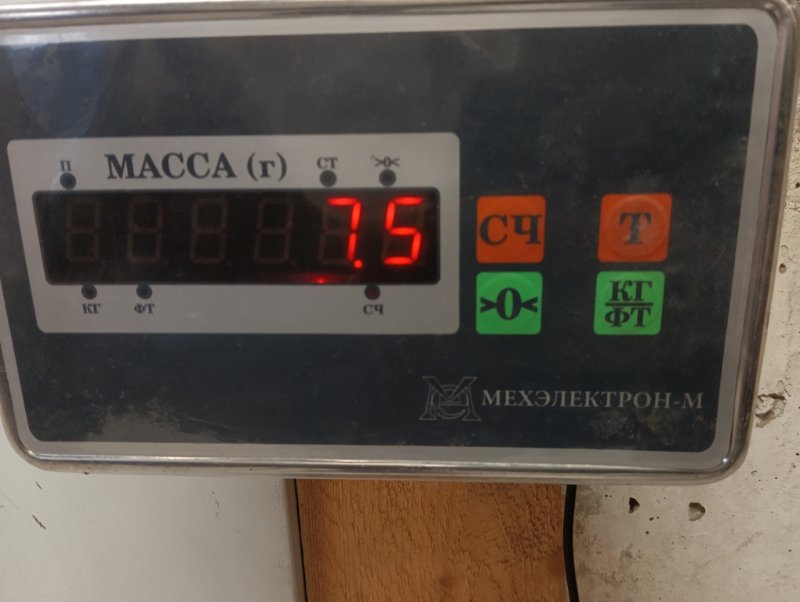 П МАССА (г) СТ >0<
7.5
КГ ФТ СЧ
СЧ Т
>0< КГ/ФТ
МЕХЭЛЕКТРОН-М